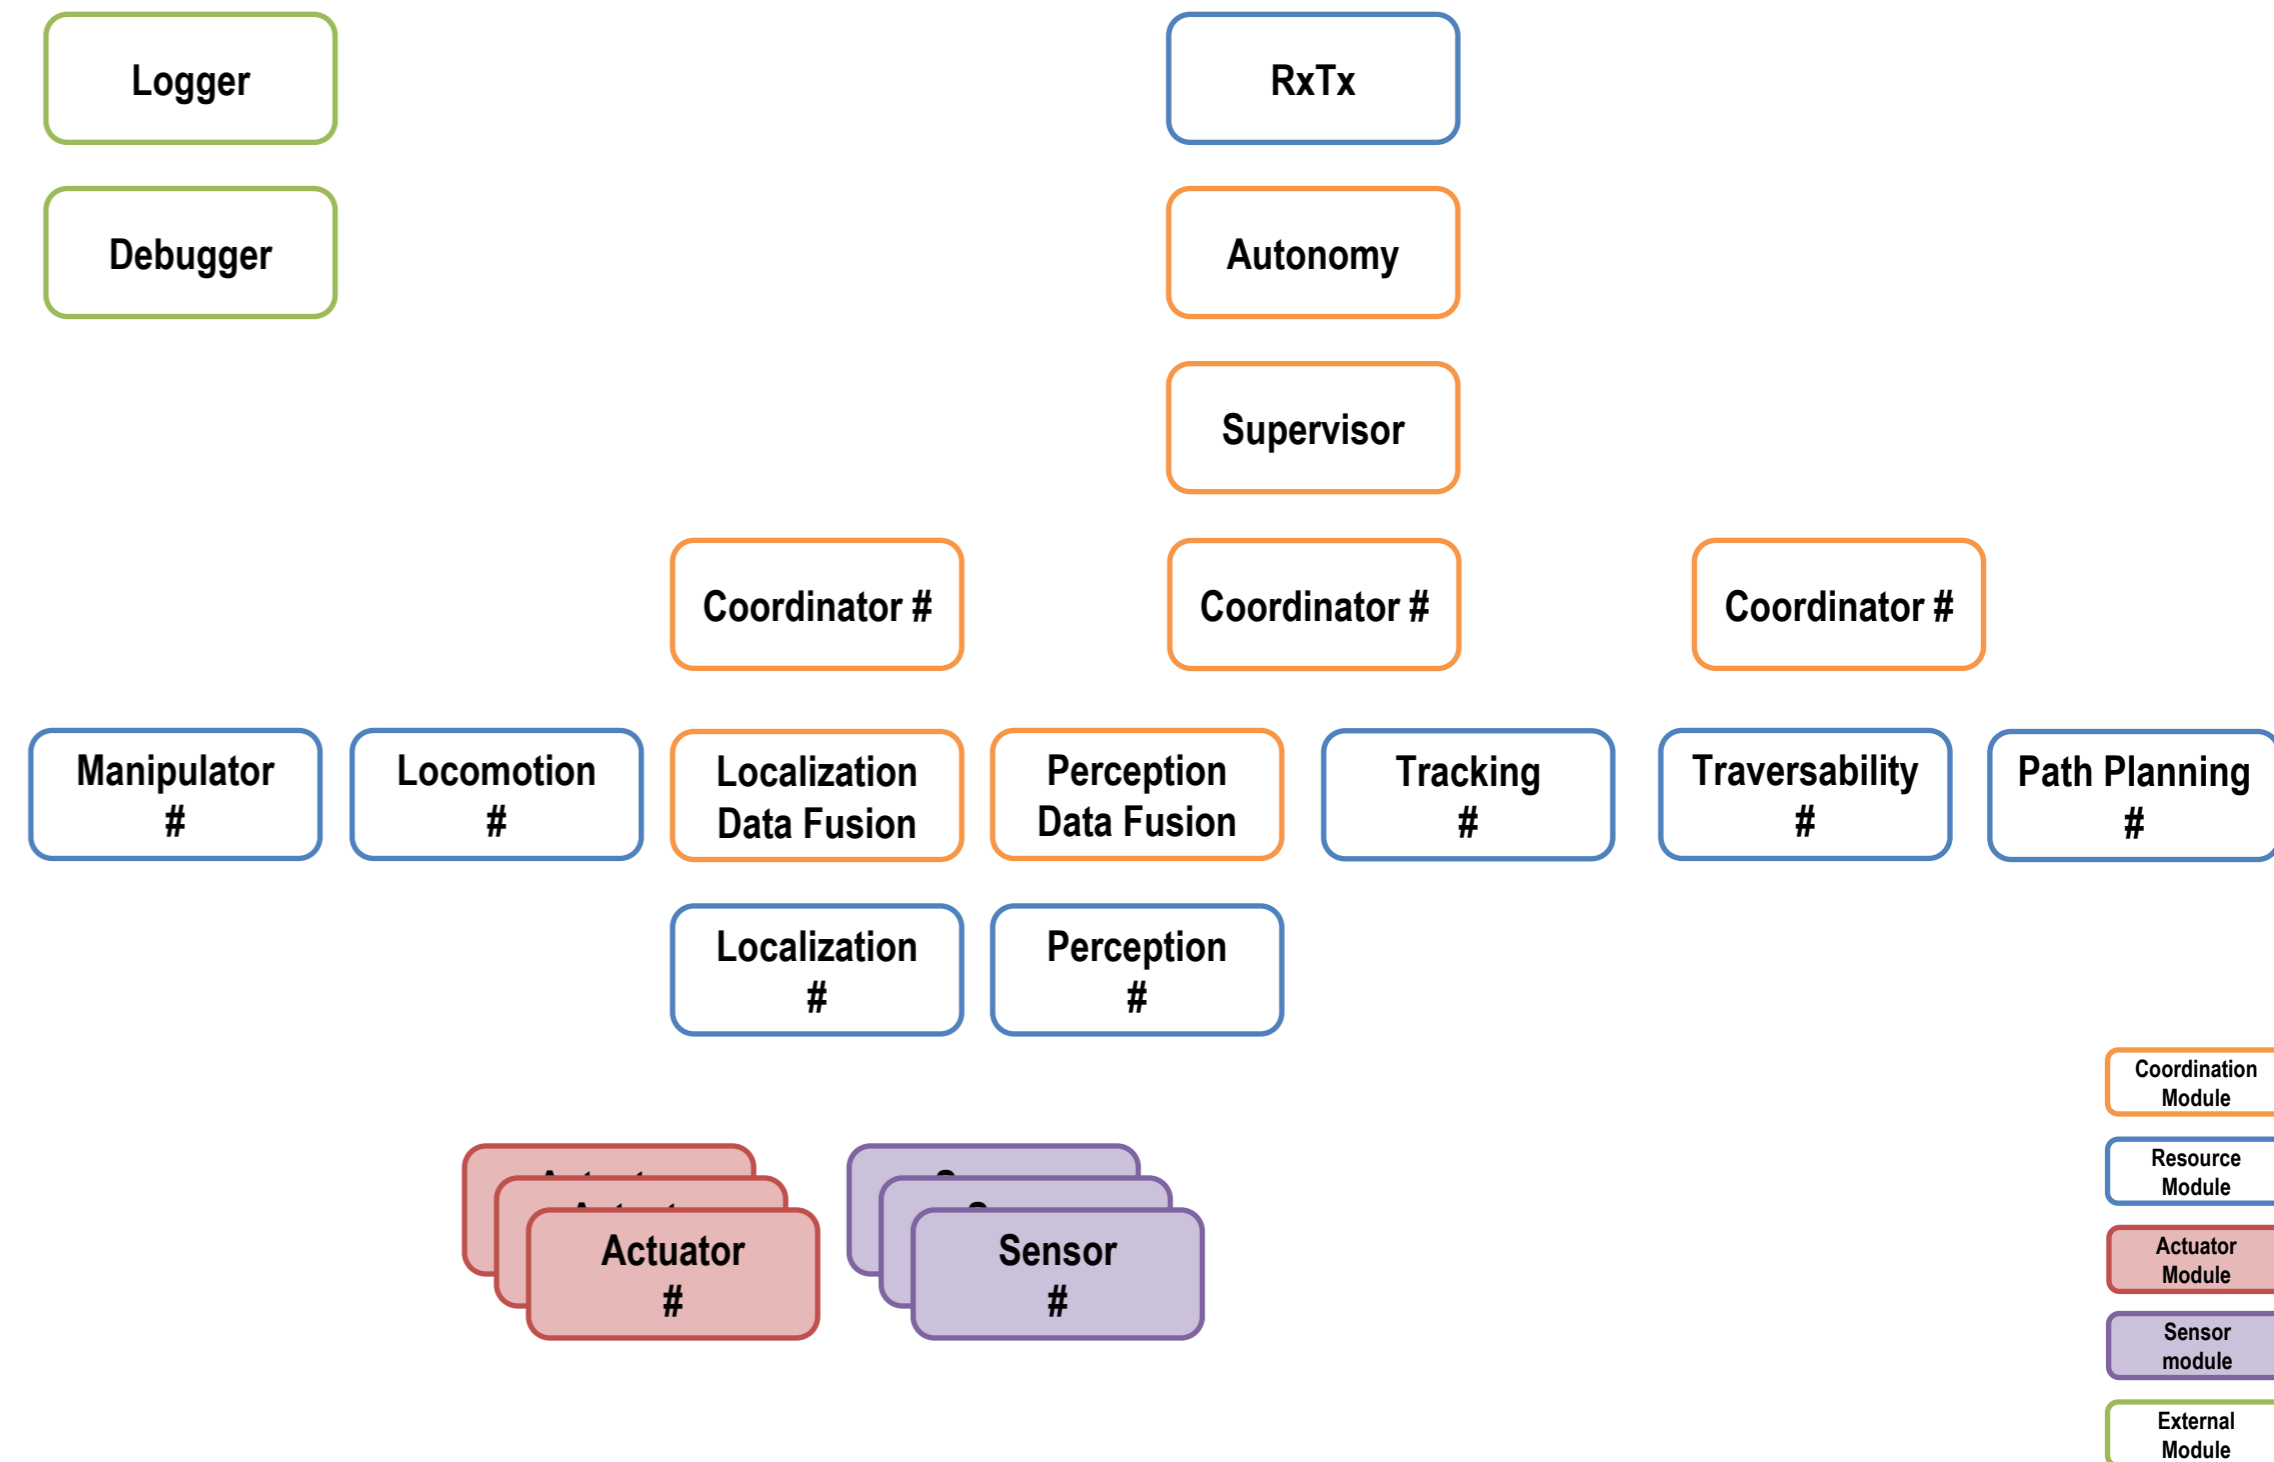 Logger
RxTx
Debugger
Autonomy
Supervisor
Coordinator #
Coordinator #
Coordinator #
Manipulator
#
Locomotion
#
Localization
Data Fusion
Perception
Data Fusion
Tracking
#
Traversability
#
Path Planning
#
Localization
#
Perception
#
Actuator
#
Sensor
#
Coordination
Module
Resource
Module
Actuator
Module
Sensor
module
External
Module